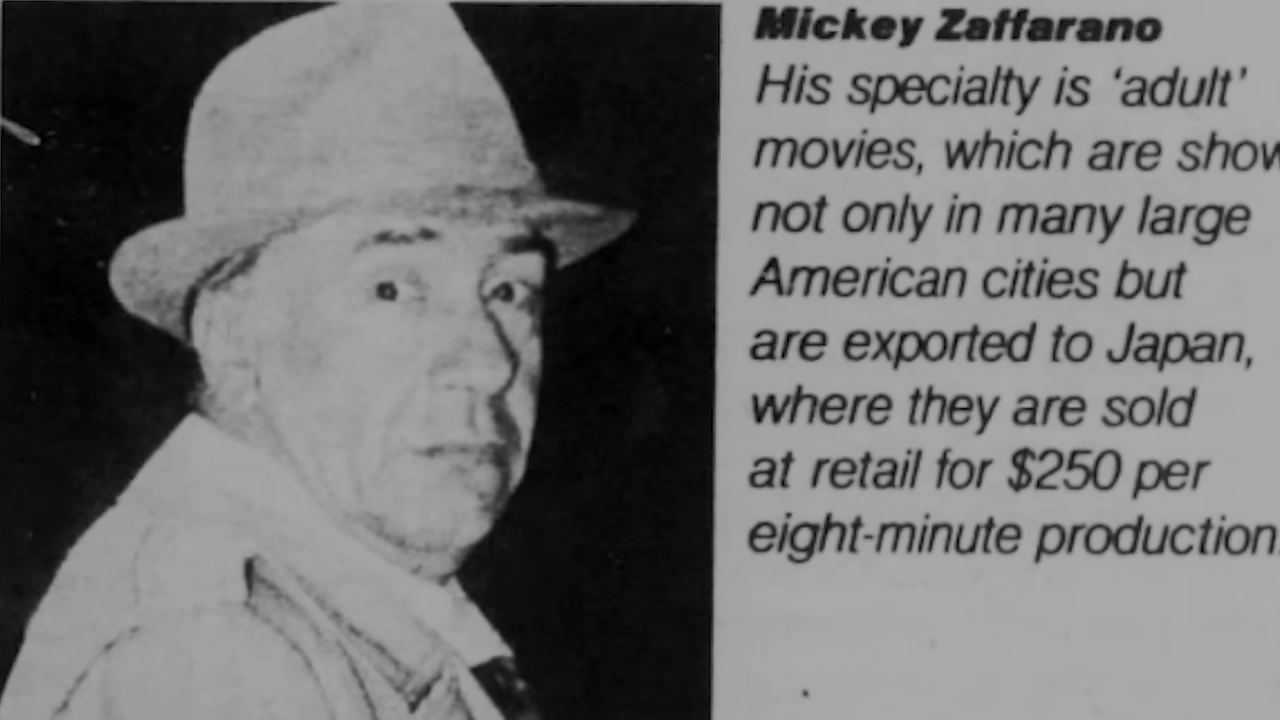 Mickey Zaffarano
His specialty is ‘adult’
movies, which are show
not only in many large
American cities but
are exported to Japan,
where they are sold
at retail for $250 per
eight-minute production.